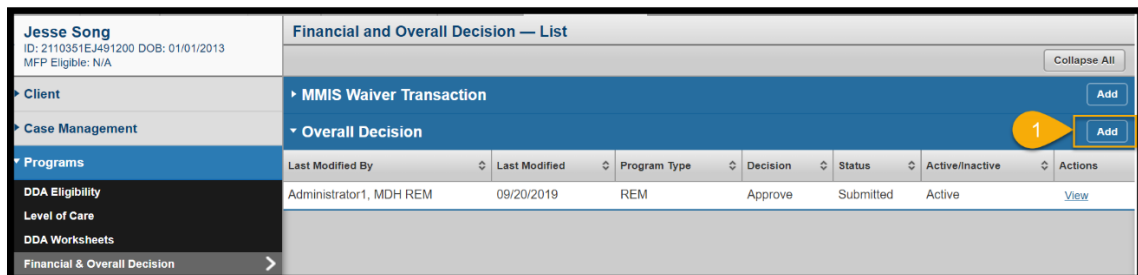 Jesse Song
ID: 2110351EJ491200 DOB: 01/01/2013
MFP Eligible: N/A
Client
Case Management
Programs
DDA Eligibility
Level of Care
DDA Worksheets
Financial & Overall Decision
Financial and Overall Decision — List
Collapse All
MMIS Waiver Transaction Add
Overall Decision 1 Add
Last Modified By Last Modified Program Type Decision Status Active/Inactive Actions
Administrator1, MDH REM 09/20/2019 REM Approve Submitted Active View